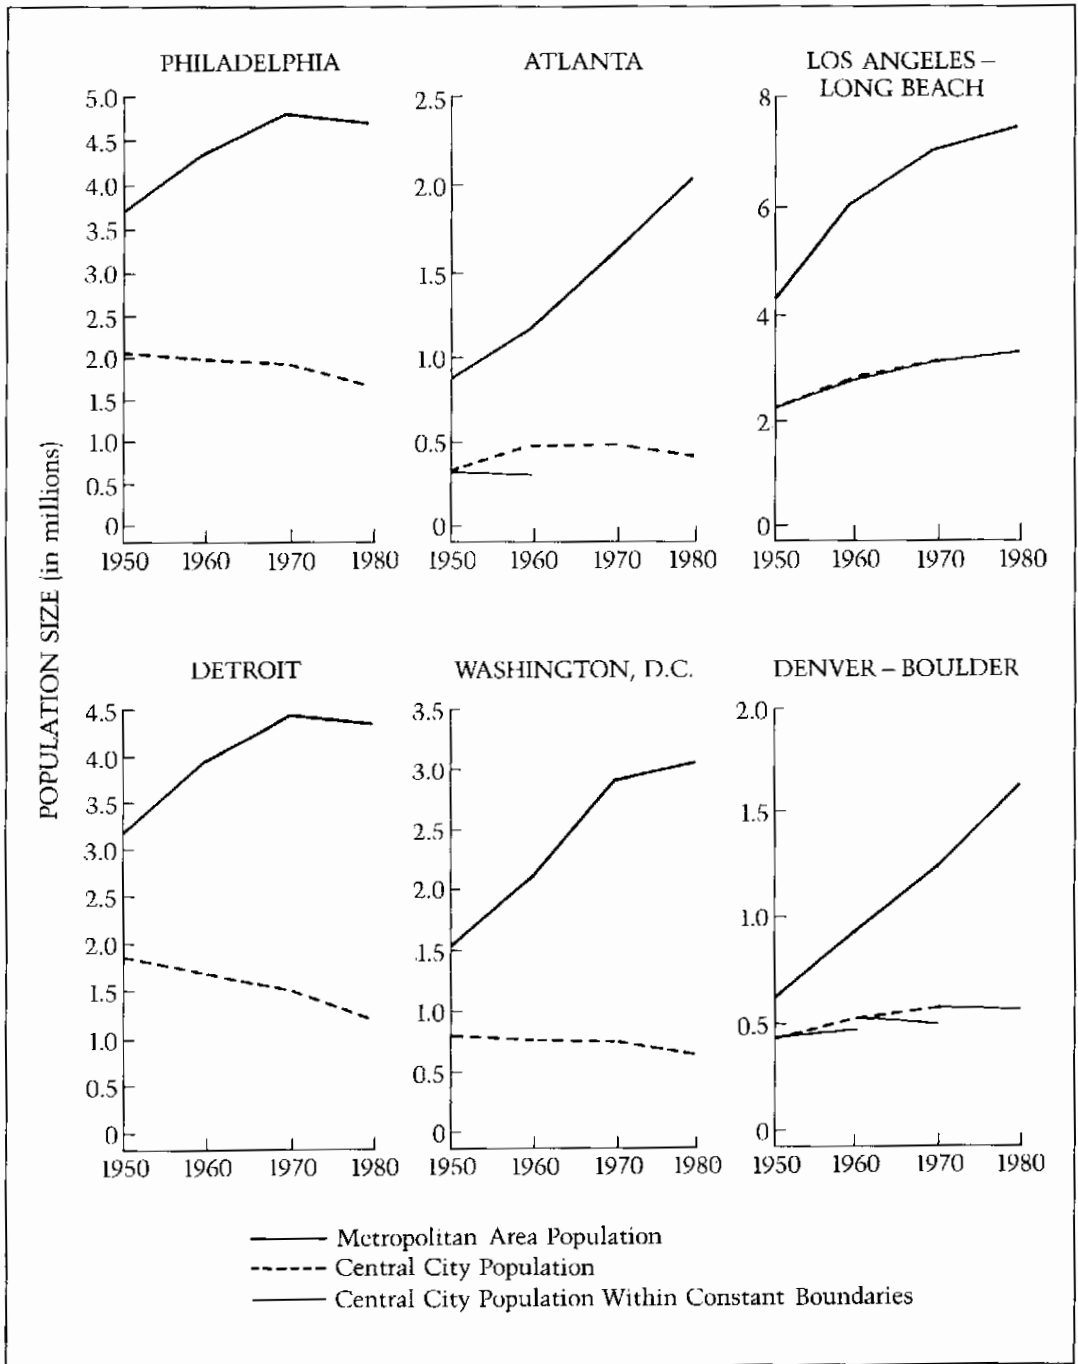 PHILADELPHIA
5.0
4.5
4.0
3.5
3.0
2.5
2.0
1.5
1.0
0.5
0
1950 1960 1970 1980
ATLANTA
2.5
2.0
1.5
1.0
0.5
0
1950 1960 1970 1980
LOS ANGELES –
LONG BEACH
8
6
4
2
0
1950 1960 1970 1980
POPULATION SIZE (in millions)
DETROIT
4.5
4.0
3.5
3.0
2.5
2.0
1.5
1.0
0.5
0
1950 1960 1970 1980
WASHINGTON, D.C.
3.5
3.0
2.5
2.0
1.5
1.0
0.5
0
1950 1960 1970 1980
DENVER – BOULDER
2.0
1.5
1.0
0.5
0
1950 1960 1970 1980
Metropolitan Area Population
Central City Population
Central City Population Within Constant Boundaries